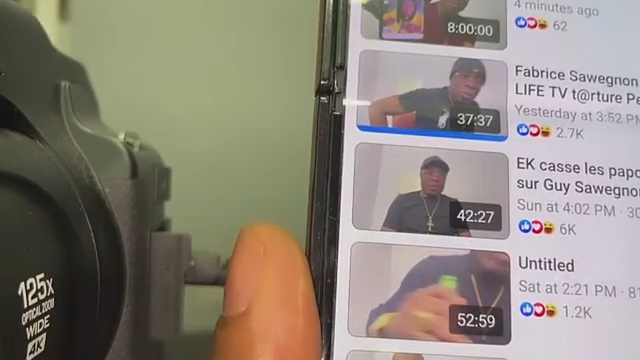 4 minutes ago
62
8:00:00
Fabrice Sawegnon
LIFE TV t@rture
Yesterday at 3:52
2.7K
37:37
EK casse les
sur Guy Sawegnon
Sun at 4:02 PM
6K
42:27
Untitled
Sat at 2:21 PM
1.2K
52:59
125X
OPTICAL ZOOM
WIDE
4K